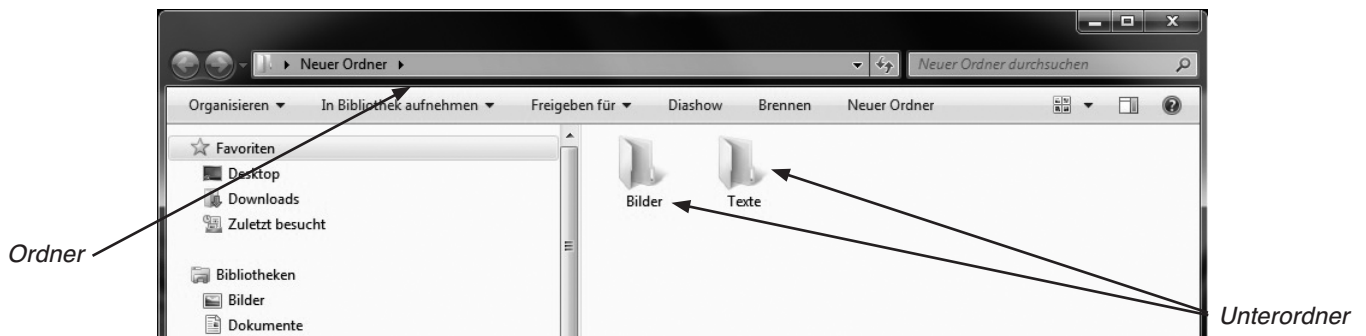 Neuer Ordner
Neuer Ordner durchsuchen
Organisieren In Bibliothek aufnehmen Freigeben für Diashow Brennen Neuer Ordner
Favoriten
Desktop
Downloads
Zuletzt besucht
Bibliotheken
Bilder
Dokumente
Bilder Texte
Ordner
Unterordner